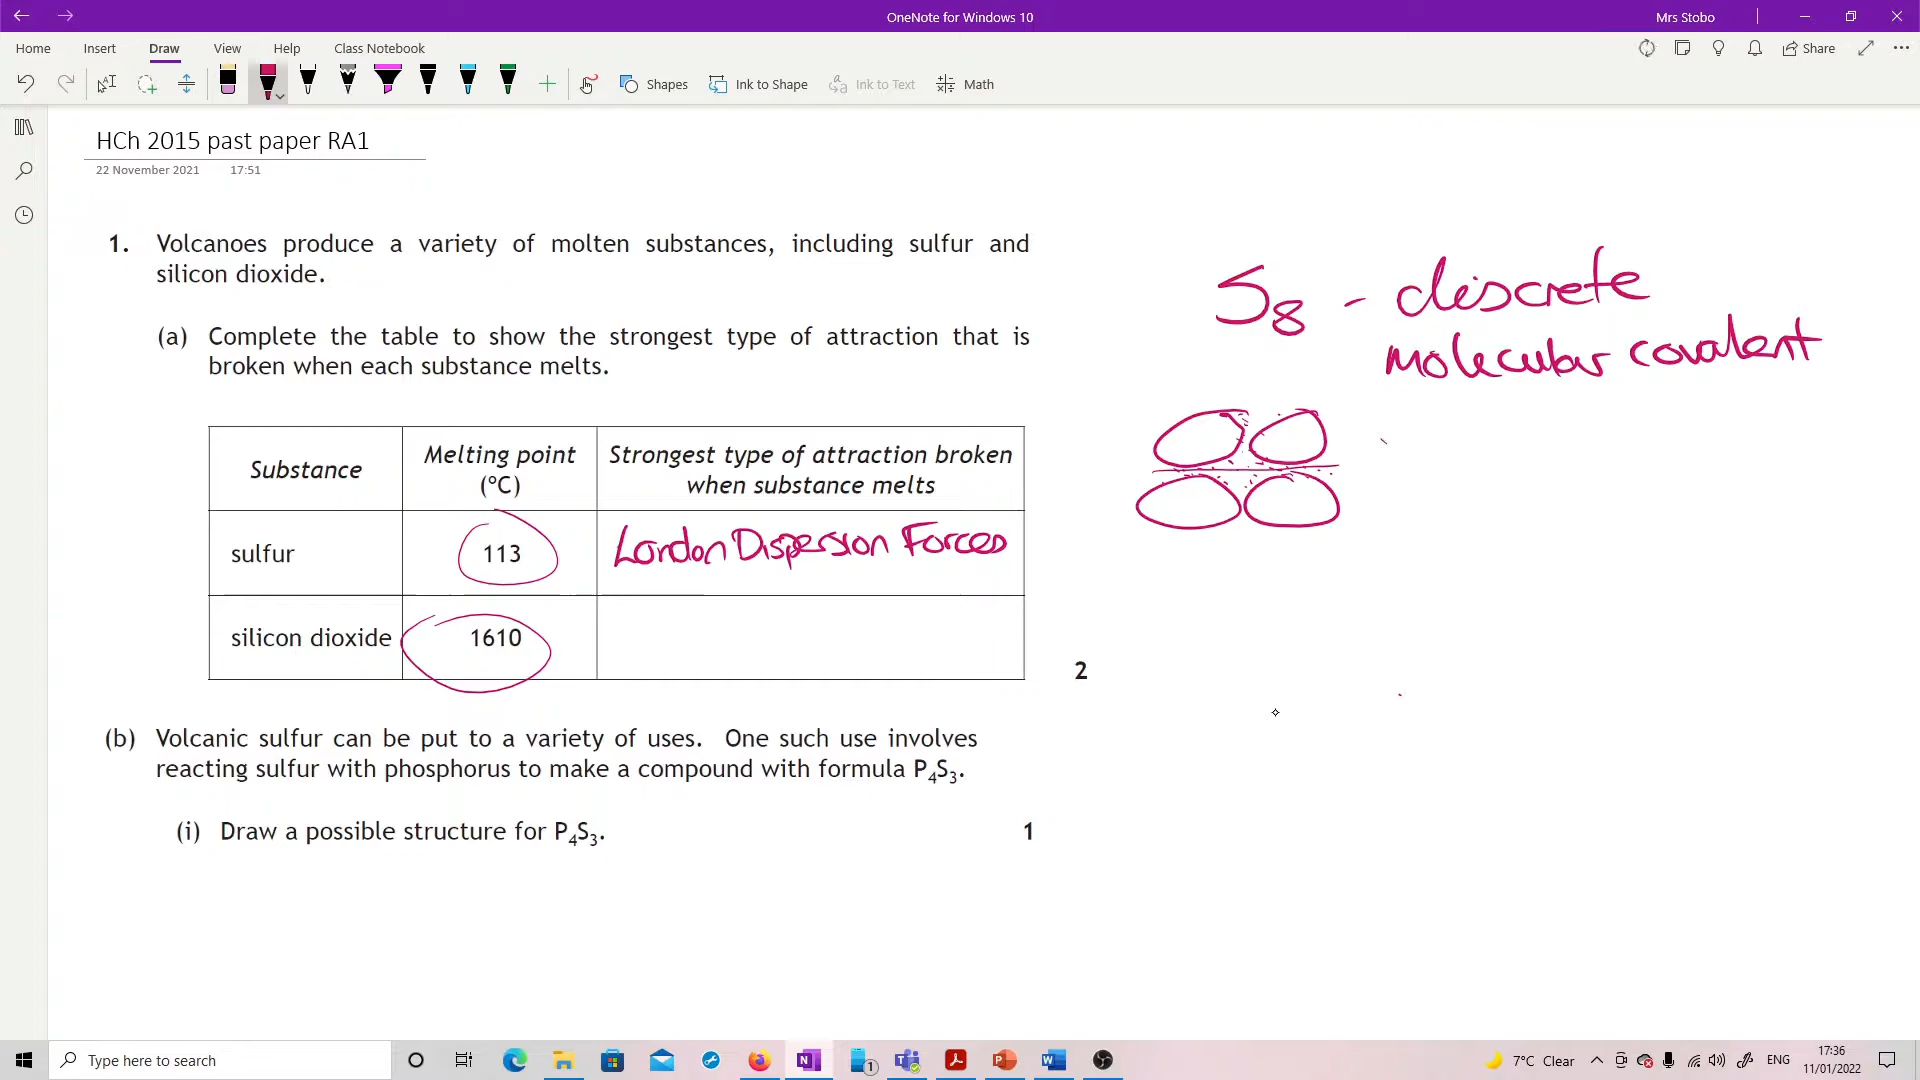 OneNote for Windows 10
Mrs Stobo
Home Insert Draw View Help Class Notebook
Share
Shapes Ink to Shape Ink to Text Math
HCh 2015 past paper RA1
22 November 2021 17:51
1. Volcanoes produce a variety of molten substances, including sulfur and
silicon dioxide.
(a) Complete the table to show the strongest type of attraction that is
broken when each substance melts.
Substance
Melting point
(°C)
Strongest type of attraction broken
when substance melts
sulfur 113 London Dispersion Forces
silicon dioxide 1610
2
S₈ - discrete
molecular covalent
(b) Volcanic sulfur can be put to a variety of uses. One such use involves
reacting sulfur with phosphorus to make a compound with formula P₄S₃.
(i) Draw a possible structure for P₄S₃. 1
Type here to search
1
7°C Clear
ENG
17:36
11/01/2022